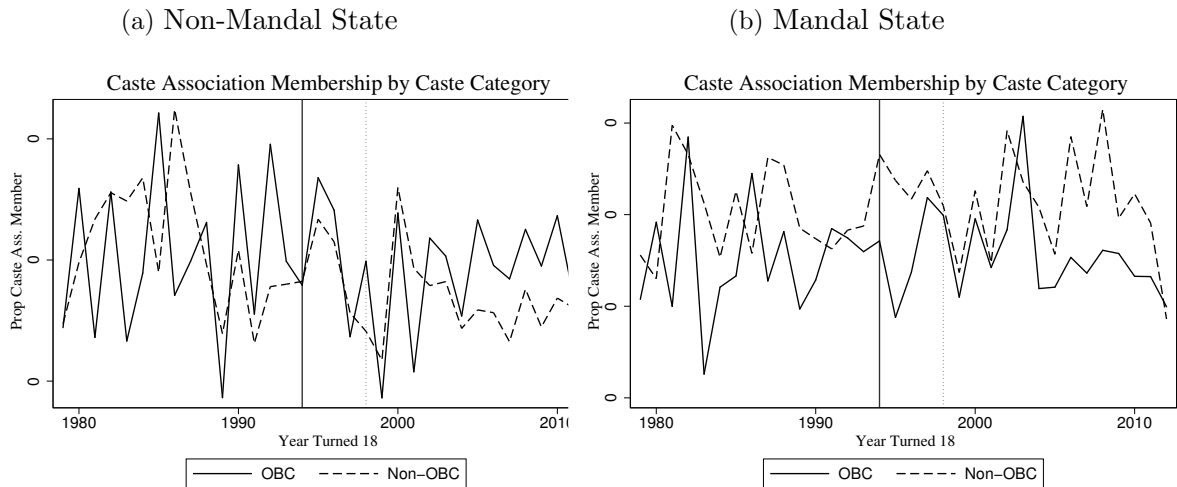 (a) Non-Mandal State
Caste Association Membership by Caste Category
Prop Caste Ass. Member
0
0
0
1980
1990
2000
2010
Year Turned 18
OBC
Non-OBC
(b) Mandal State
Caste Association Membership by Caste Category
Prop Caste Ass. Member
0
0
0
0
1980
1990
2000
2010
Year Turned 18
OBC
Non-OBC